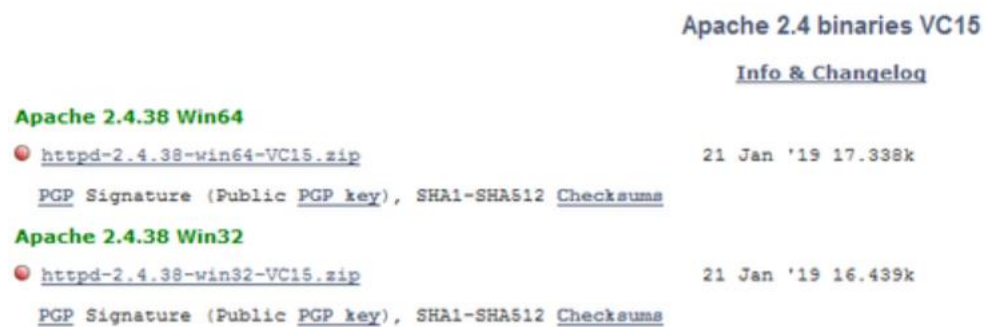 Apache 2.4 binaries VC15
Info & Changelog
Apache 2.4.38 Win64
httpd-2.4.38-win64-VC15.zip 21 Jan '19 17.338k
PGP Signature (Public PGP key), SHA1-SHA512 Checksums
Apache 2.4.38 Win32
httpd-2.4.38-win32-VC15.zip 21 Jan '19 16.439k
PGP Signature (Public PGP key), SHA1-SHA512 Checksums